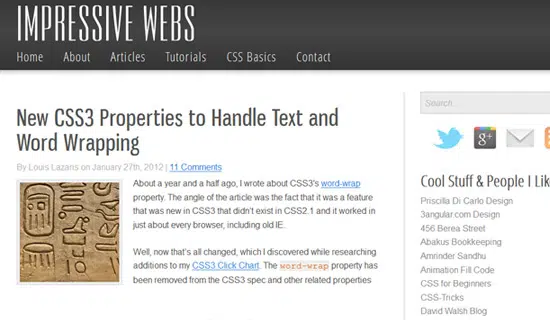 IMPRESSIVE WEBS
Home About Articles Tutorials CSS Basics Contact
New CSS3 Properties to Handle Text and
Word Wrapping
By Louis Lazaris on January 27th, 2012 | 11 Comments
About a year and a half ago, I wrote about CSS3's word-wrap
property. The angle of the article was the fact that it was a feature
that was new in CSS3 that didn't exist in CSS2.1 and it worked in
just about every browser, including old IE.
Well, now that's all changed, which I discovered while researching
additions to my CSS3 Click Chart. The word-wrap property has
been removed from the CSS3 spec and other related properties
Search...
g+
Cool Stuff & People I Like
Priscilla Di Carlo Design
3angular.com Design
456 Berea Street
Abakus Bookkeeping
Amrinder Sandhu
Animation Fill Code
CSS for Beginners
CSS-Tricks
David Walsh Blog